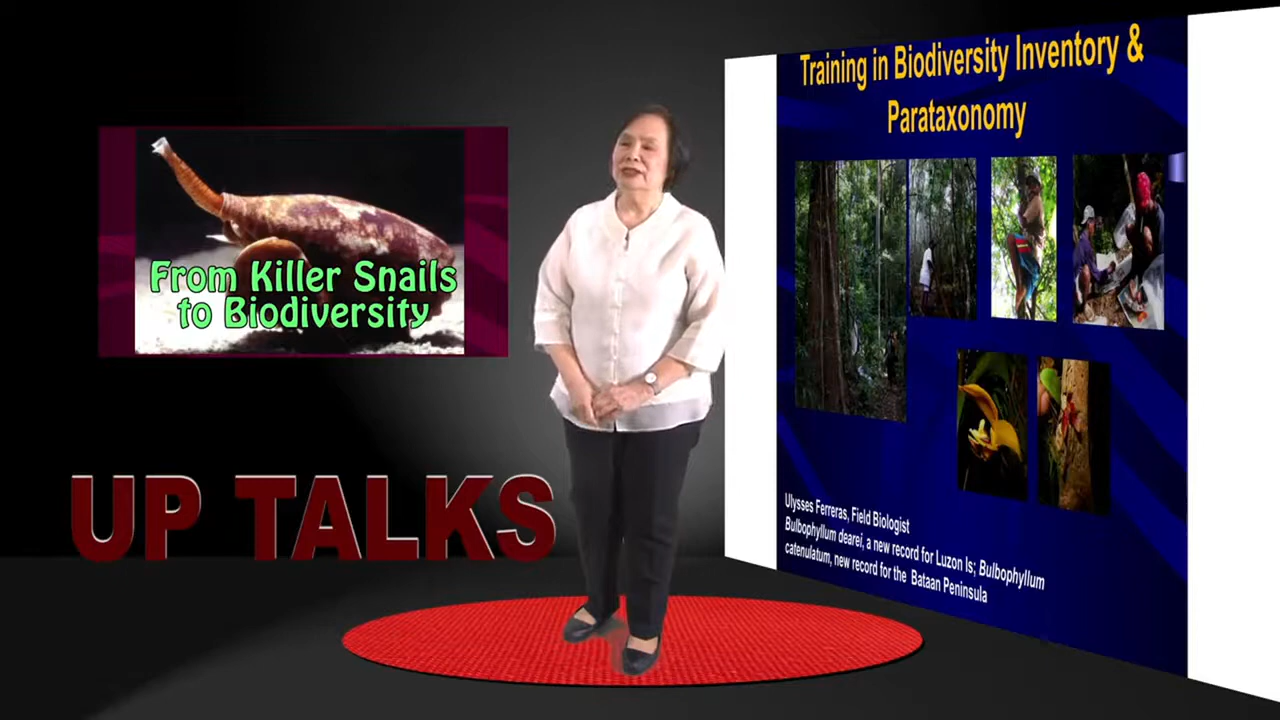 From Killer Snails
to Biodiversity
UP TALKS
Training in Biodiversity Inventory &
Parataxonomy
Ulysses Ferreras, Field Biologist
Bulbophyllum dearei, a new record for Luzon Is; Bulbophyllum
catenulatum, new record for the Bataan Peninsula